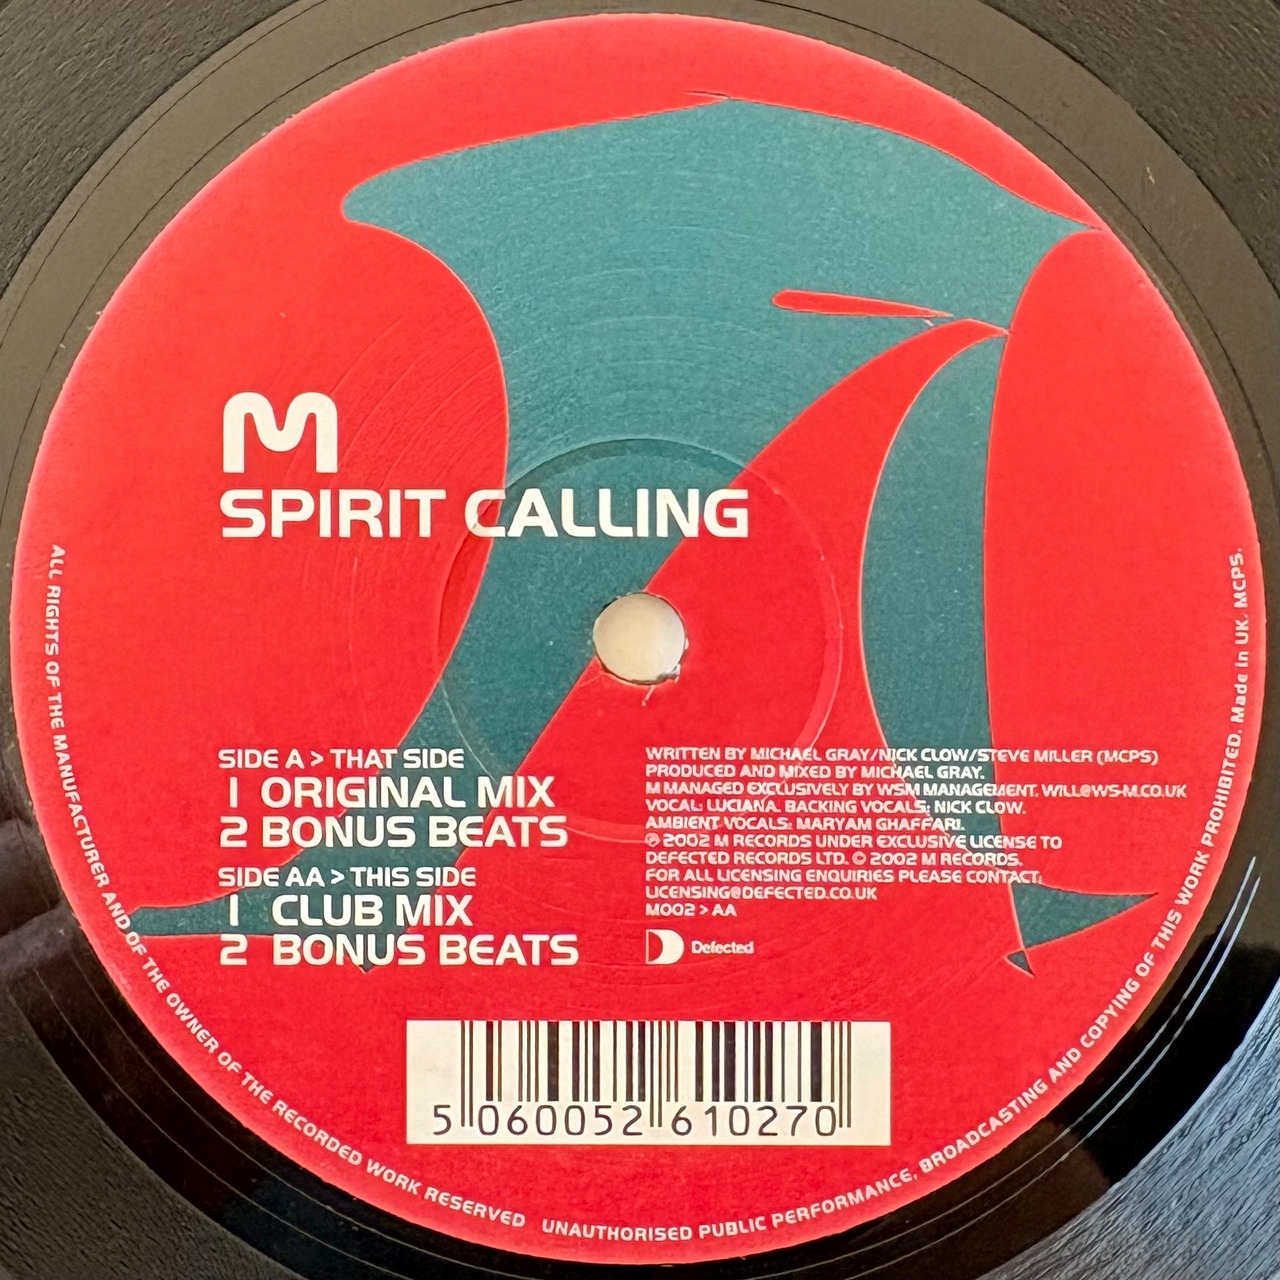 M
SPIRIT CALLING
SIDE A > THAT SIDE
1 ORIGINAL MIX
2 BONUS BEATS
SIDE AA > THIS SIDE
1 CLUB MIX
2 BONUS BEATS
WRITTEN BY MICHAEL GRAY/NICK CLOW/STEVE MILLER (MCPS)
PRODUCED AND MIXED BY MICHAEL GRAY.
M MANAGED EXCLUSIVELY BY WSM MANAGEMENT. WILL@WS-M.CO.UK
VOCAL: LUCIANA. BACKING VOCALS: NICK CLOW.
AMBIENT VOCALS: MARYAM GHAFFARI.
℗ 2002 M RECORDS UNDER EXCLUSIVE LICENSE TO
DEFECTED RECORDS LTD. © 2002 M RECORDS.
FOR ALL LICENSING ENQUIRIES PLEASE CONTACT:
LICENSING@DEFECTED.CO.UK
M002 > AA
Defected
5 060052 610270
ALL RIGHTS OF THE MANUFACTURER AND OF THE OWNER OF THE RECORDED WORK RESERVED UNAUTHORISED PUBLIC PERFORMANCE, BROADCASTING AND COPYING OF THIS WORK PROHIBITED. Made in UK. MCPS.